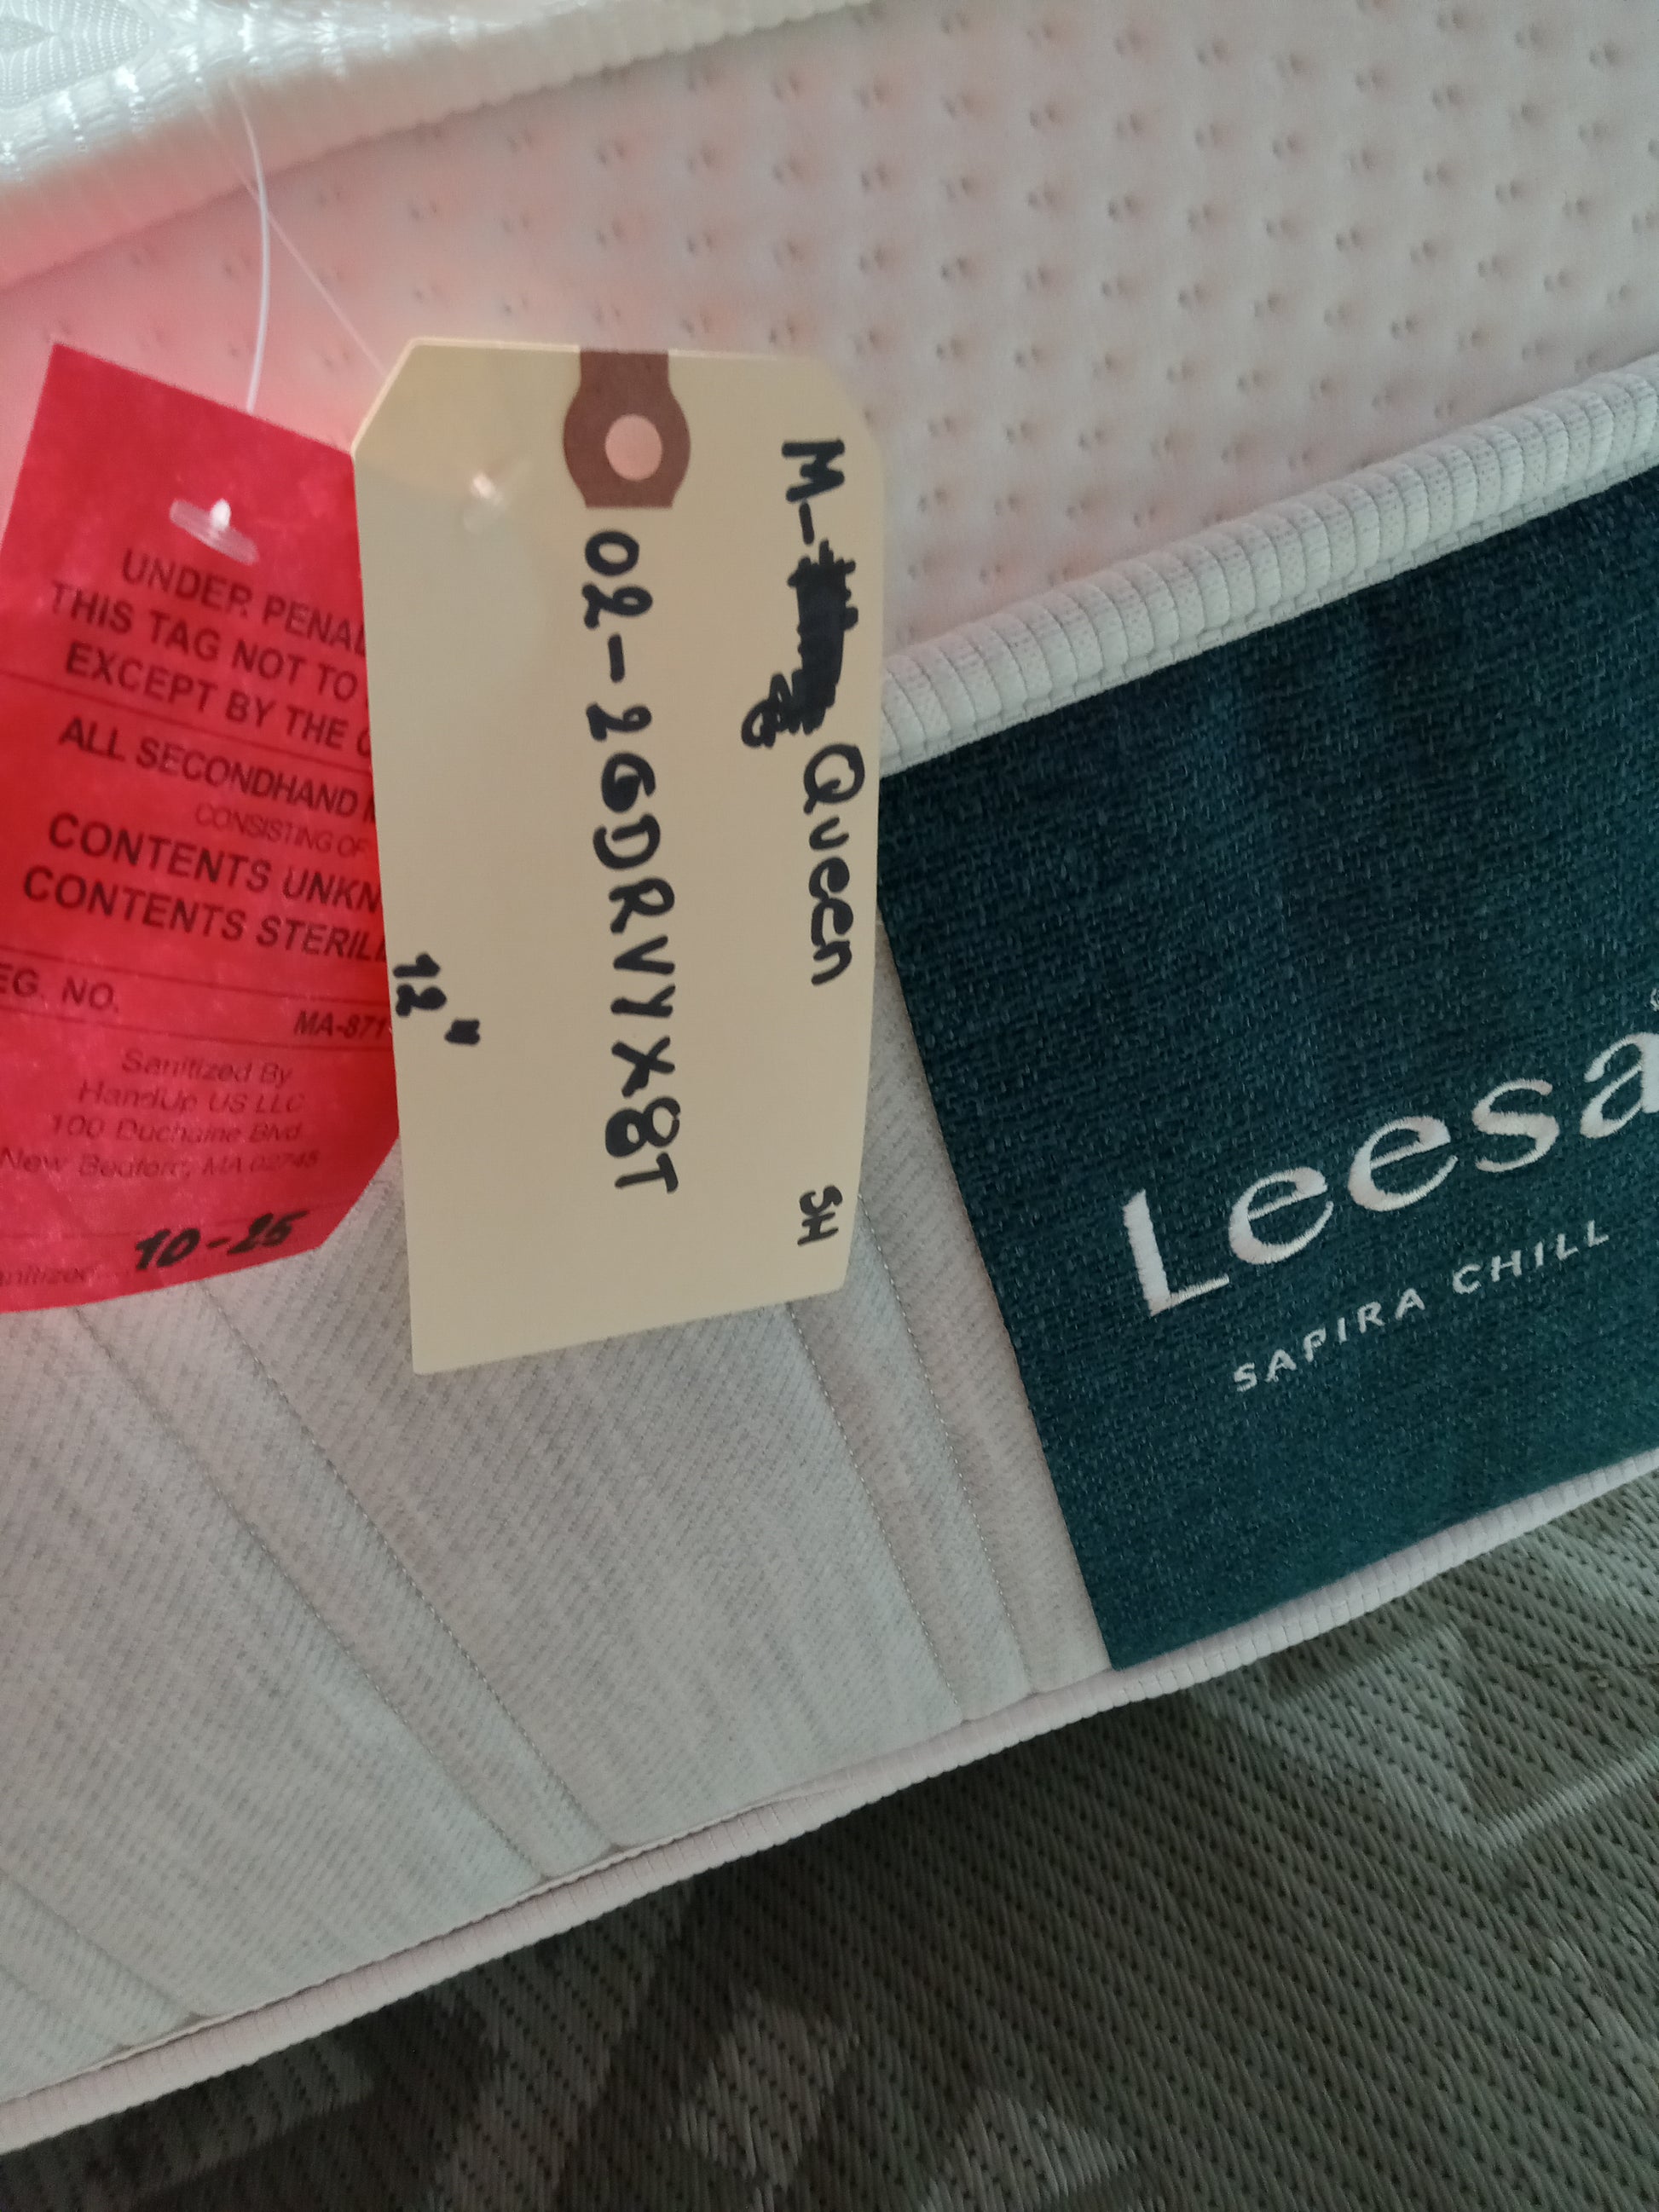 UNDER PENAL
THIS TAG NOT TO
EXCEPT BY THE
ALL SECONDHAND
CONSISTING OF
CONTENTS UNKN
CONTENTS STERIL
EG. NO.
MA-871
Sanitized By
HandUp US LLC
100 Duchaine Blvd
New Bedford, MA 02745
anitized 10-25
M- Queen SH
02-26DRVYX8T
12"
Leesa
SAPIRA CHILL